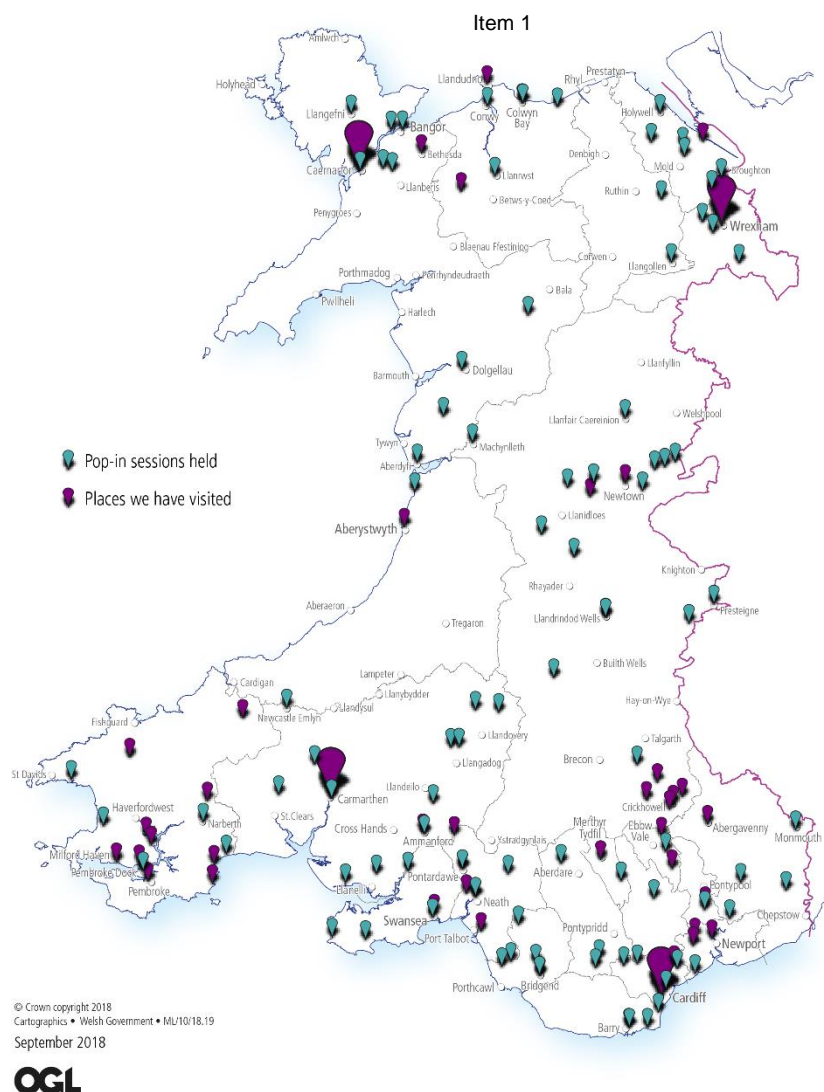 Item 1
Amlwch
Holyhead
Llangefni
Llandudno
Conwy
Colwyn
Bay
Rhyl
Prestatyn
Holywell
Bangor
Bethesda
Caernarfon
Llanberis
Llanrwst
Denbigh
Mold
Broughton
Ruthin
Betws-y-Coed
Penygroes
Wrexham
Blaenau Ffestiniog
Corwen
Llangollen
Porthmadog
Penrhyndeudraeth
Bala
Pwllheli
Harlech
Llanfyllin
Barmouth
Dolgellau
Llanfair Caereinion
Welshpool
Tywyn
Machynlleth
Aberdyfi
Pop-in sessions held
Places we have visited
Newtown
Llanidloes
Aberystwyth
Knighton
Rhayader
Presteigne
Aberaeron
Llandrindod Wells
Tregaron
Builth Wells
Lampeter
Cardigan
Llanybydder
Newcastle Emlyn
Llandysul
Hay-on-Wye
Fishguard
Llandovery
Talgarth
Llangadog
Brecon
St Davids
Llandeilo
Carmarthen
Crickhowell
Haverfordwest
Narberth
St.Clears
Cross Hands
Ammanford
Ystradgynlais
Merthyr
Tydfil
Ebbw
Vale
Abergavenny
Monmouth
Milford Haven
Pembroke Dock
Pembroke
Pontardawe
Aberdare
Llanelli
Neath
Pontypool
Swansea
Port Talbot
Pontypridd
Chepstow
Newport
Porthcawl
Bridgend
Cardiff
Barry
© Crown copyright 2018
Cartographics • Welsh Government • ML/10/18.19
September 2018
OGL